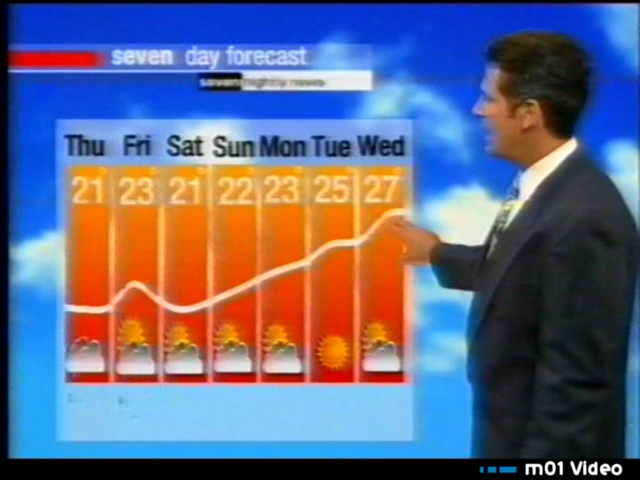 seven day forecast
seven nightly news
Thu Fri Sat Sun Mon Tue Wed
21° 23° 21° 22° 23° 25° 27°
m01 Video